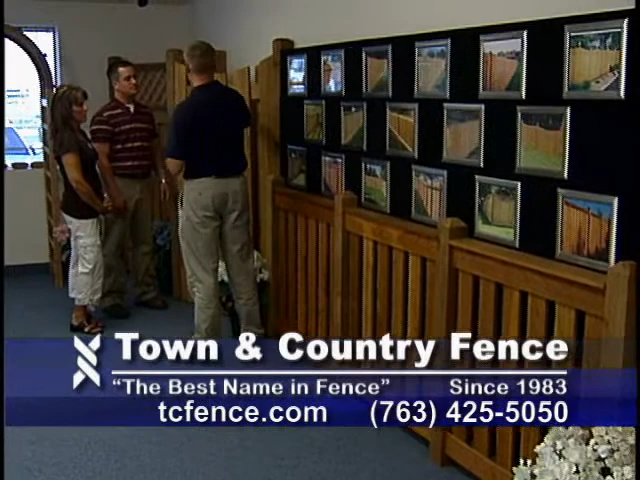 Town & Country Fence
"The Best Name in Fence" Since 1983
tcfence.com (763) 425-5050